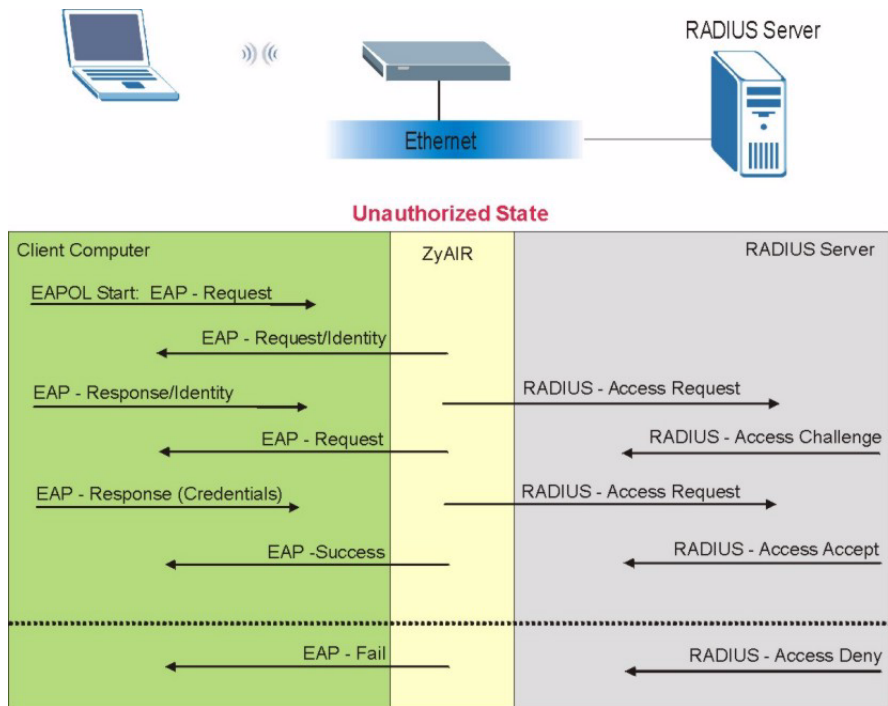 RADIUS Server
Ethernet
Unauthorized State
Client Computer
ZyAIR
RADIUS Server
EAPOL Start: EAP - Request
EAP - Request/Identity
EAP - Response/Identity
RADIUS - Access Request
EAP - Request
RADIUS - Access Challenge
EAP - Response (Credentials)
RADIUS - Access Request
EAP -Success
RADIUS - Access Accept
EAP - Fail
RADIUS - Access Deny